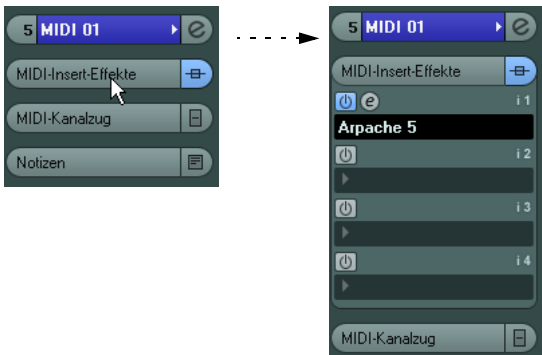 5 MIDI 01
MIDI-Insert-Effekte
MIDI-Kanalzug
Notizen
5 MIDI 01
MIDI-Insert-Effekte
e i 1
Arpache 5
i 2
i 3
i 4
MIDI-Kanalzug